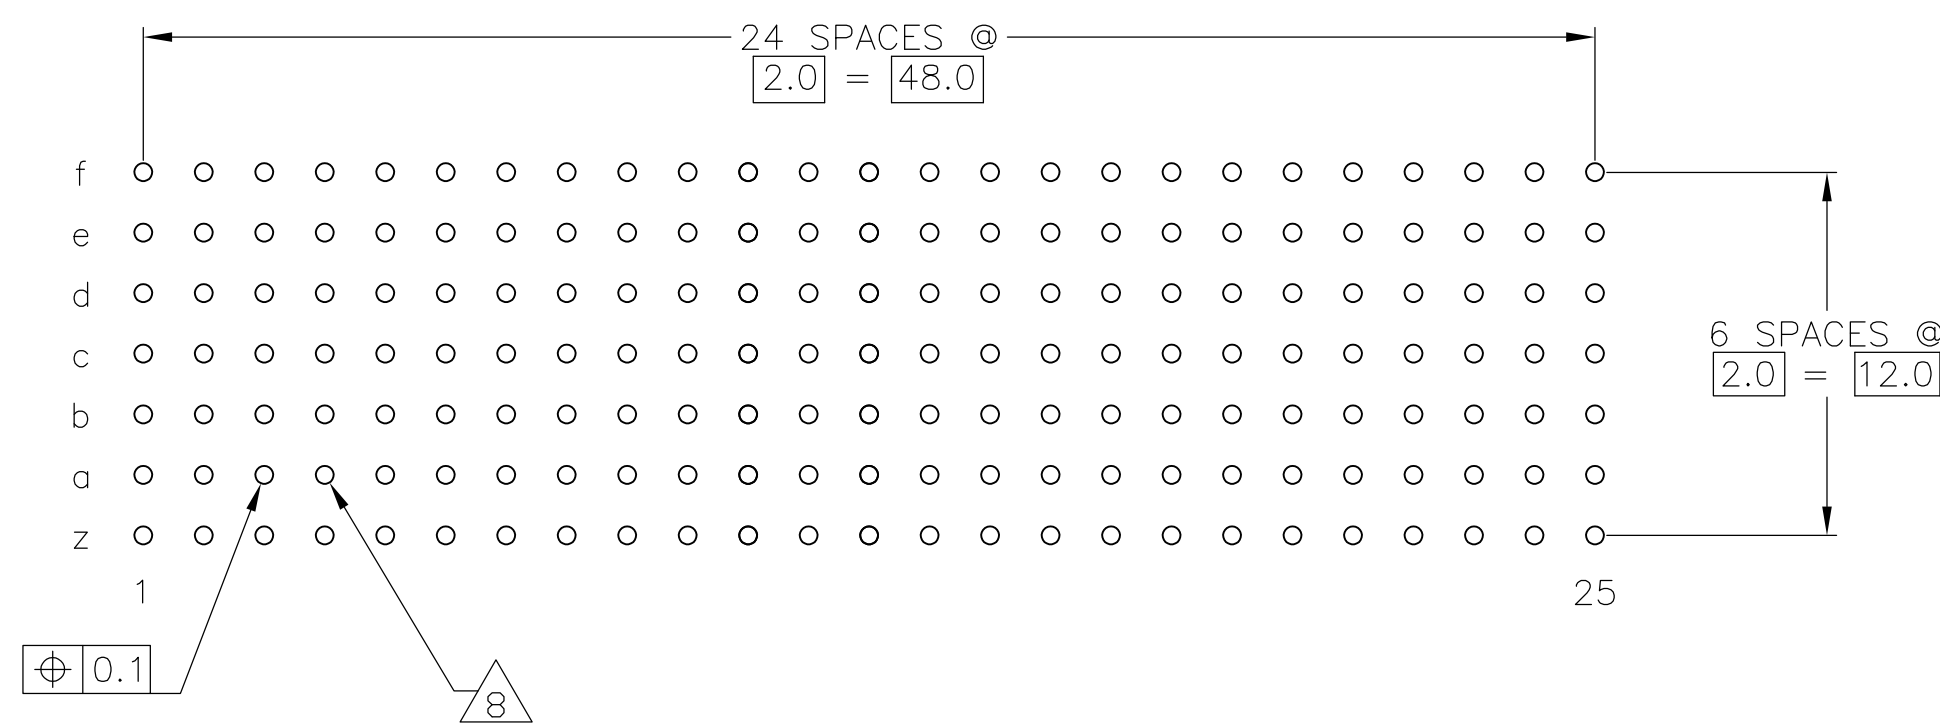 24 SPACES @
2.0 = 48.0
f
e
d
c
b
a
z
6 SPACES @
2.0 = 12.0
1
25
⌖ 0.1
8